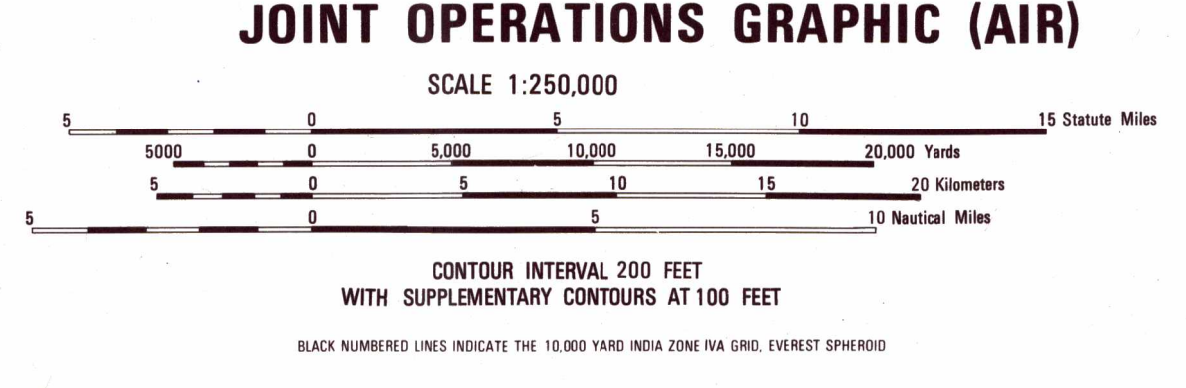 JOINT OPERATIONS GRAPHIC (AIR)
SCALE 1:250,000
5 0 5 10 15 Statute Miles
5000 0 5,000 10,000 15,000 20,000 Yards
5 0 5 10 15 20 Kilometers
5 0 5 10 Nautical Miles
CONTOUR INTERVAL 200 FEET
WITH SUPPLEMENTARY CONTOURS AT 100 FEET
BLACK NUMBERED LINES INDICATE THE 10,000 YARD INDIA ZONE IVA GRID, EVEREST SPHEROID